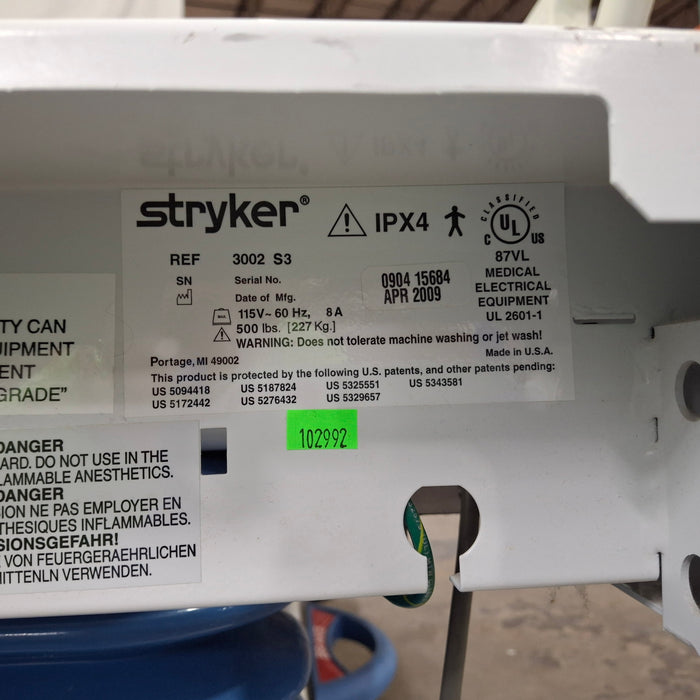 stryker® IPX4 CLASSIFIED C UL US
REF 3002 S3
87VL
MEDICAL
ELECTRICAL
EQUIPMENT
UL 2601-1
SN Serial No. 0904 15684
Date of Mfg. APR 2009
115V~ 60 Hz, 8 A
500 lbs. [227 Kg.]
WARNING: Does not tolerate machine washing or jet wash!
Portage, MI 49002 Made in U.S.A.
This product is protected by the following U.S. patents, and other patents pending:
US 5094418 US 5187824 US 5325551 US 5343581
US 5172442 US 5276432 US 5329657
TY CAN
IPMENT
ENT
GRADE”
102992
DANGER
ARD. DO NOT USE IN THE
LAMMABLE ANESTHETICS.
DANGER
ION NE PAS EMPLOYER EN
THESIQUES INFLAMMABLES.
SIONSGEFAHR!
VON FEUERGERAEHRLICHEN
ITTENLN VERWENDEN.